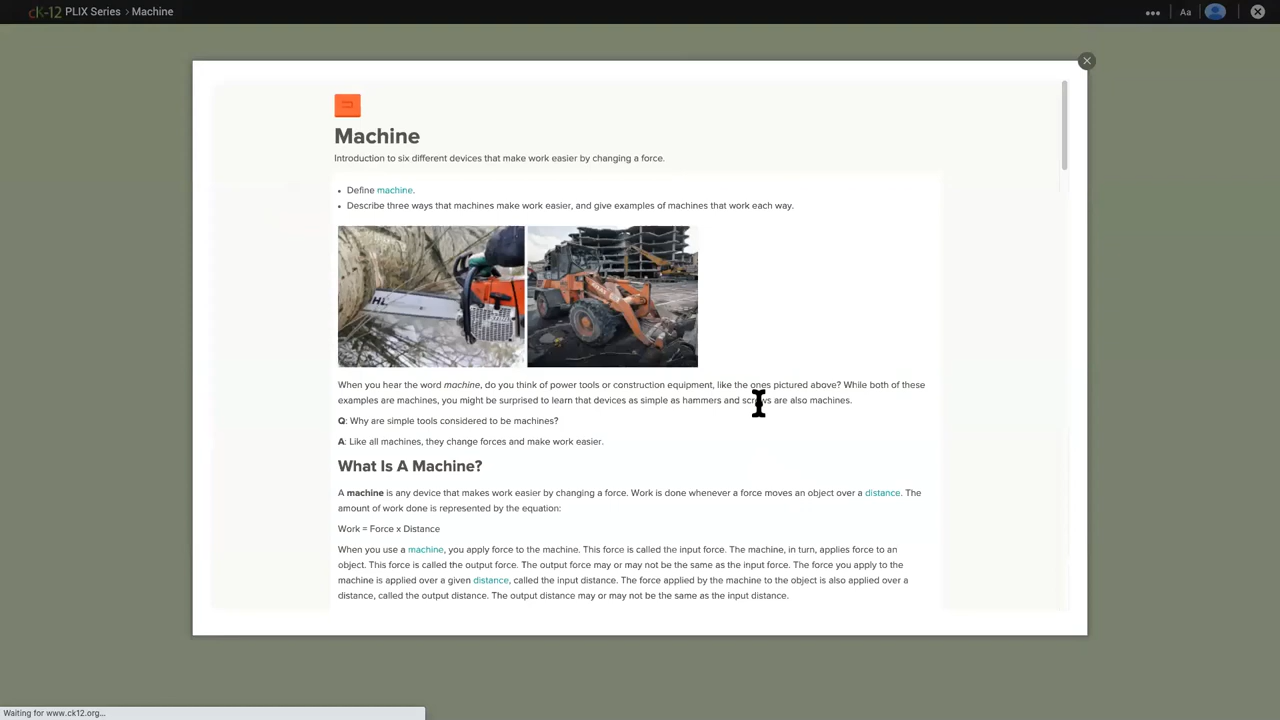 cK-12 PLIX Series › Machine
Aa
Machine
Introduction to six different devices that make work easier by changing a force.
• Define machine.
• Describe three ways that machines make work easier, and give examples of machines that work each way.
When you hear the word machine, do you think of power tools or construction equipment, like the ones pictured above? While both of these
examples are machines, you might be surprised to learn that devices as simple as hammers and screws are also machines.
Q: Why are simple tools considered to be machines?
A: Like all machines, they change forces and make work easier.
What Is A Machine?
A machine is any device that makes work easier by changing a force. Work is done whenever a force moves an object over a distance. The
amount of work done is represented by the equation:
Work = Force x Distance
When you use a machine, you apply force to the machine. This force is called the input force. The machine, in turn, applies force to an
object. This force is called the output force. The output force may or may not be the same as the input force. The force you apply to the
machine is applied over a given distance, called the input distance. The force applied by the machine to the object is also applied over a
distance, called the output distance. The output distance may or may not be the same as the input distance.
Waiting for www.ck12.org...